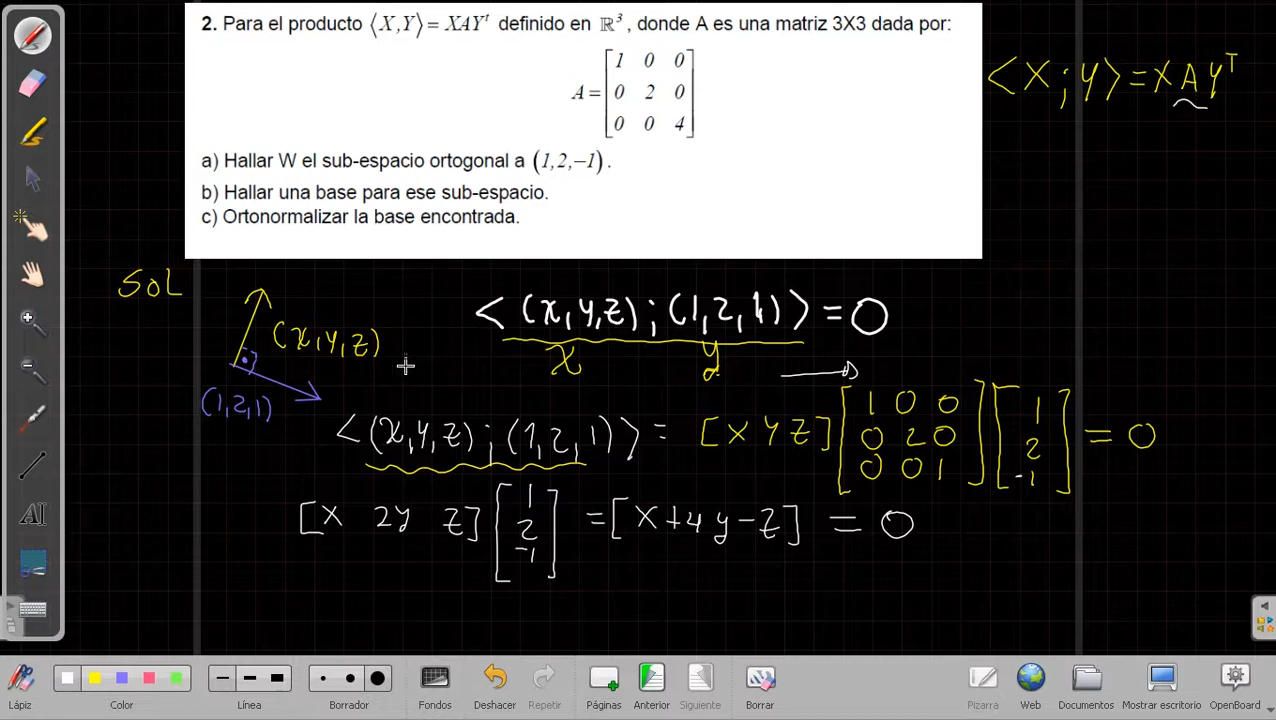 2. Para el producto ⟨X,Y⟩ = XAYᵗ definido en ℝ³, donde A es una matriz 3X3 dada por:
A = [1 0 0
0 2 0
0 0 4]
a) Hallar W el sub-espacio ortogonal a (1,2,−1).
b) Hallar una base para ese sub-espacio.
c) Ortonormalizar la base encontrada.
<X ; Y> = X A Yᵀ
SOL
(x,y,z)
(1,2,1)
<(x,y,z) ; (1,2,1)> = 0
x y
<(x,y,z) ; (1,2,1)> = [x y z] [1 0 0
0 2 0
0 0 1] [1
2
-1] = 0
[x 2y z] [1
2
-1] = [x+4y-z] = 0
Lápiz
Color
Línea
Borrador
Fondos
Deshacer
Repetir
Páginas
Anterior
Siguiente
Borrar
Pizarra
Web
Documentos
Mostrar escritorio
OpenBoard